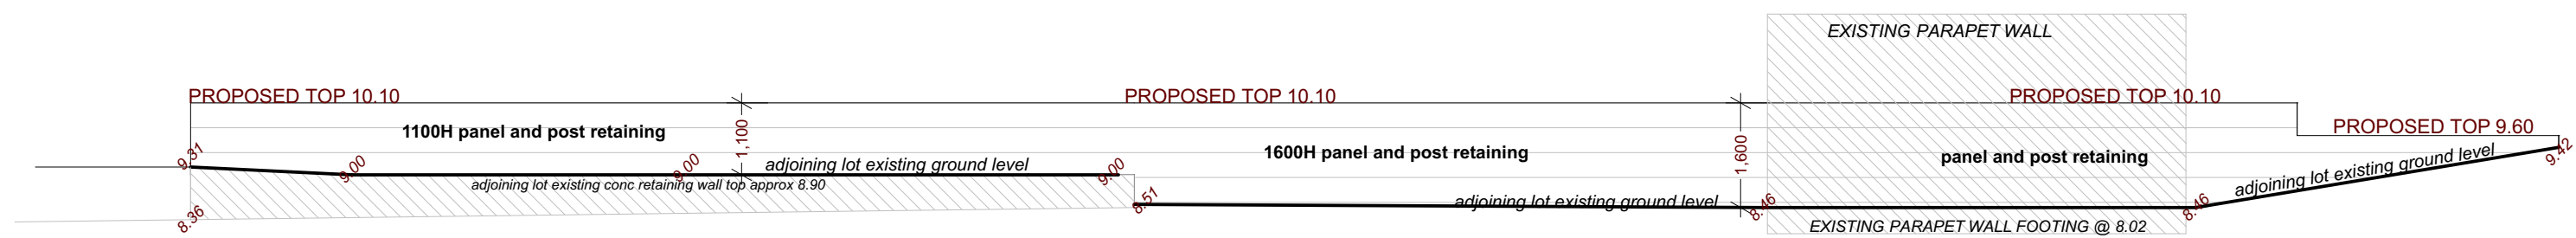 EXISTING PARAPET WALL
PROPOSED TOP 10.10
PROPOSED TOP 10.10
PROPOSED TOP 10.10
PROPOSED TOP 9.60
1100H panel and post retaining
1,100
1600H panel and post retaining
1,600
panel and post retaining
9.31
9.00
9.00
adjoining lot existing ground level
9.00
adjoining lot existing ground level
9.42
adjoining lot existing conc retaining wall top approx 8.90
8.36
8.51
adjoining lot existing ground level
8.46
8.46
EXISTING PARAPET WALL FOOTING @ 8.02